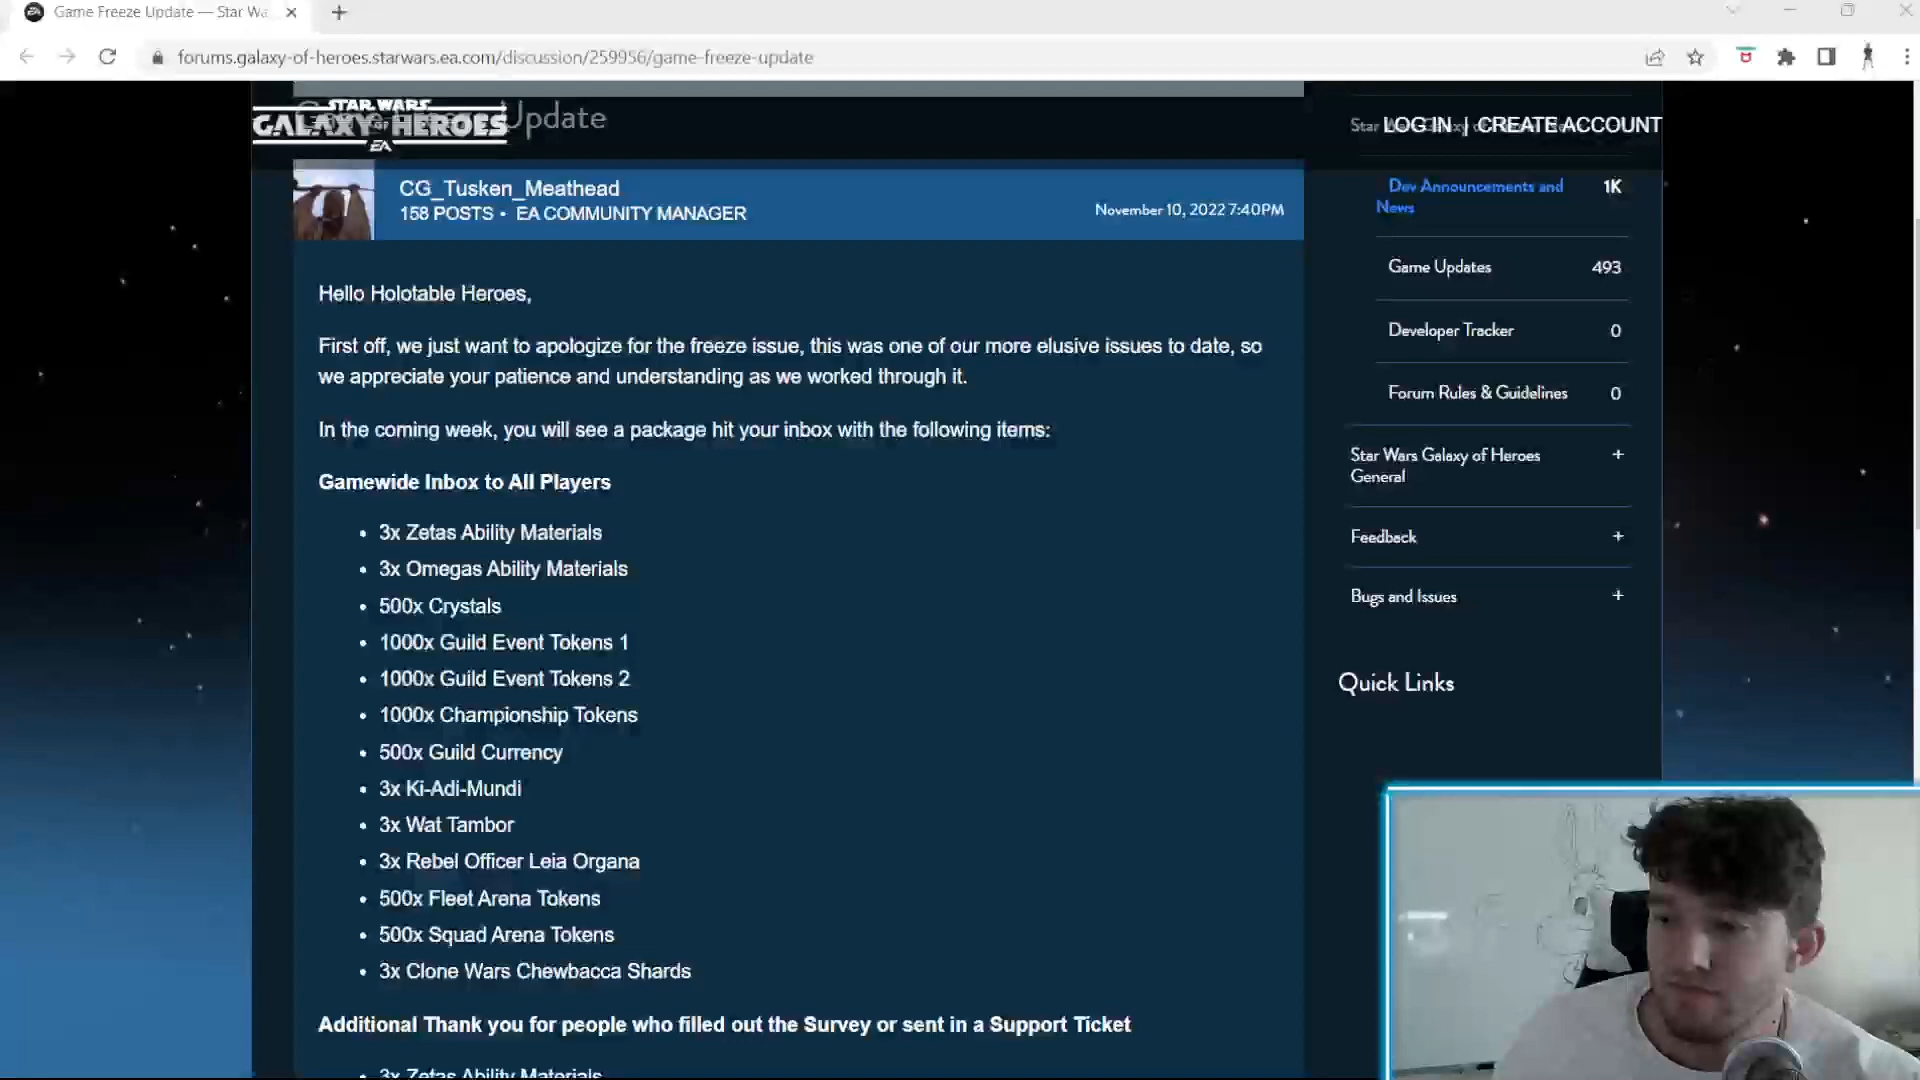 Game Freeze Update — Star Wa
forums.galaxy-of-heroes.starwars.ea.com/discussion/259956/game-freeze-update
STAR WARS
GALAXY OF HEROES
EA
Update
LOG IN | CREATE ACCOUNT
CG_Tusken_Meathead
158 POSTS • EA COMMUNITY MANAGER
November 10, 2022 7:40PM
Hello Holotable Heroes,
First off, we just want to apologize for the freeze issue, this was one of our more elusive issues to date, so
we appreciate your patience and understanding as we worked through it.
In the coming week, you will see a package hit your inbox with the following items:
Gamewide Inbox to All Players
• 3x Zetas Ability Materials
• 3x Omegas Ability Materials
• 500x Crystals
• 1000x Guild Event Tokens 1
• 1000x Guild Event Tokens 2
• 1000x Championship Tokens
• 500x Guild Currency
• 3x Ki-Adi-Mundi
• 3x Wat Tambor
• 3x Rebel Officer Leia Organa
• 500x Fleet Arena Tokens
• 500x Squad Arena Tokens
• 3x Clone Wars Chewbacca Shards
Additional Thank you for people who filled out the Survey or sent in a Support Ticket
3x Zetas Ability Materials
Star
Dev Announcements and 1K
News
Game Updates 493
Developer Tracker 0
Forum Rules & Guidelines 0
Star Wars Galaxy of Heroes +
General
Feedback +
Bugs and Issues +
Quick Links